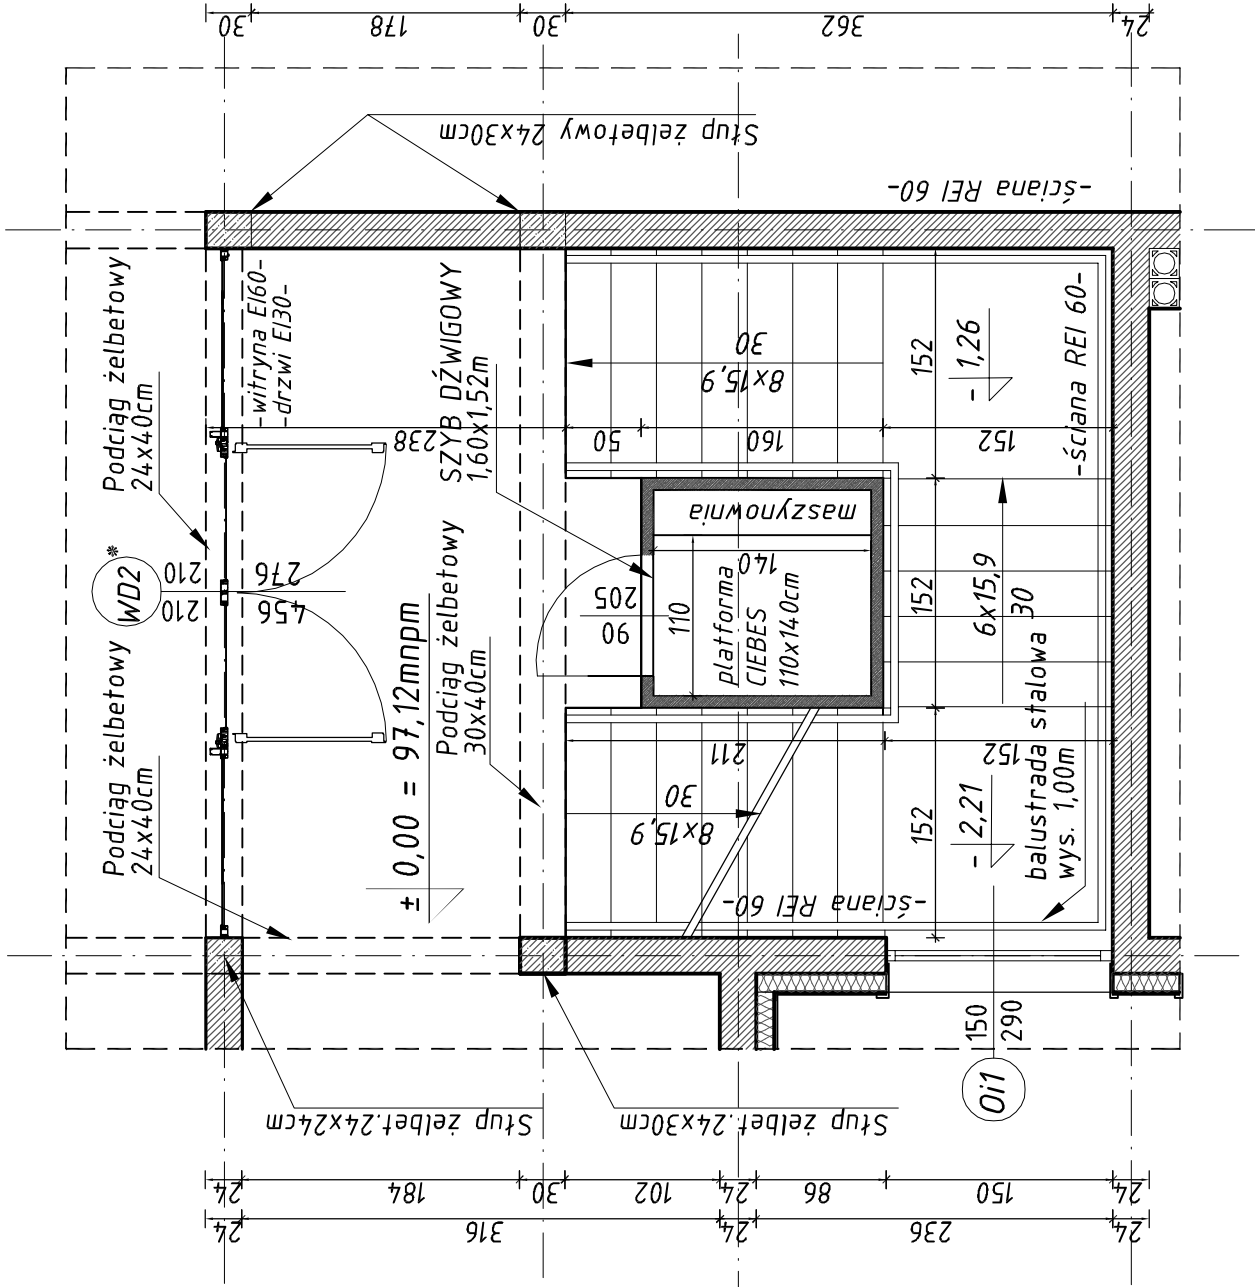 30
178
30
362
24
Słup żelbetowy 24x30cm
-ściana REI 60-
Podciąg żelbetowy
24x40cm
-witryna EI60-
-drzwi EI30-
SZYB DŹWIGOWY
1,60x1,52m
30
8x15,9
152
- 1,26
-ściana REI 60-
238
50
160
152
maszynownia
WD2*
210
210
276
456
Podciąg żelbetowy
30x40cm
205
90
110
140
platforma
CIEBES
110x140cm
152
6x15,9
30
Podciąg żelbetowy
24x40cm
± 0,00 = 97,12mnpm
211
152
30
8x15,9
152
- 2,21
balustrada stalowa
wys. 1,00m
-ściana REI 60-
150
290
Oi1
Słup żelbet.24x24cm
Słup żelbet.24x30cm
24
184
30
102
24
86
150
24
24
316
24
236
24